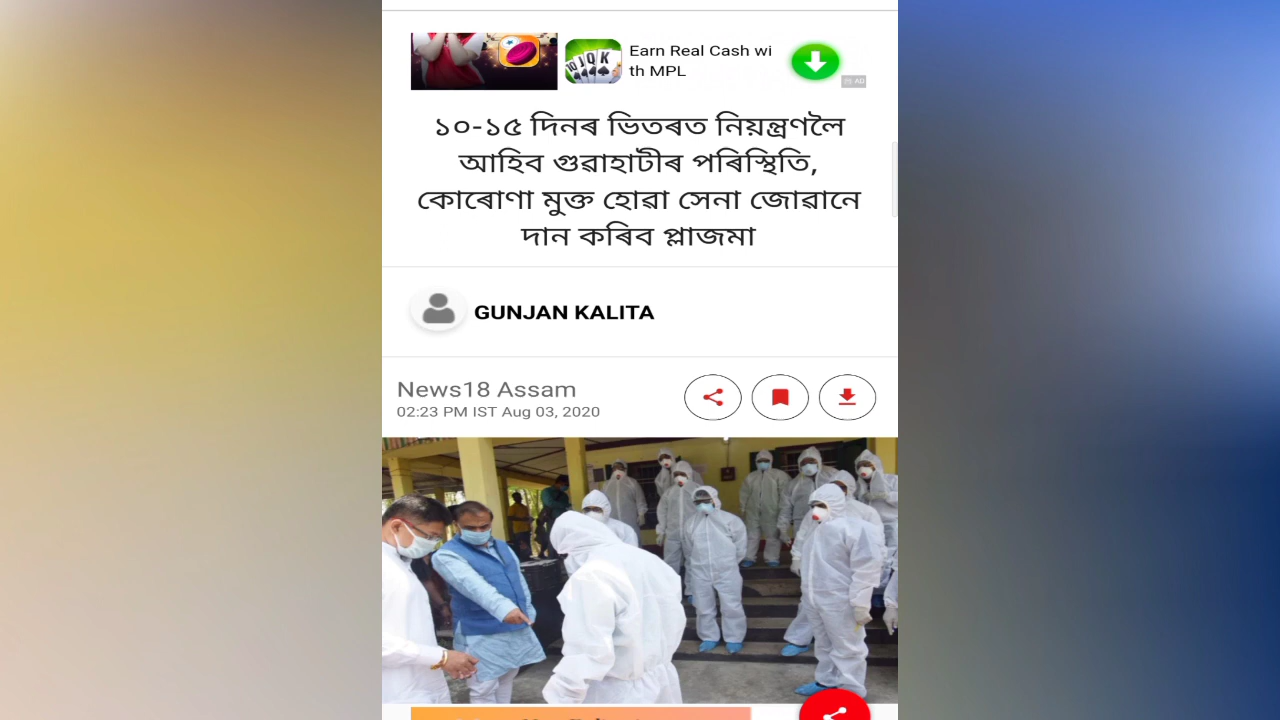 Earn Real Cash wi
th MPL
AD
১০-১৫ দিনৰ ভিতৰত নিয়ন্ত্ৰণলৈ
আহিব গুৱাহাটীৰ পৰিস্থিতি,
কোৰোণা মুক্ত হোৱা সেনা জোৱানে
দান কৰিব প্লাজমা
GUNJAN KALITA
News18 Assam
02:23 PM IST Aug 03, 2020